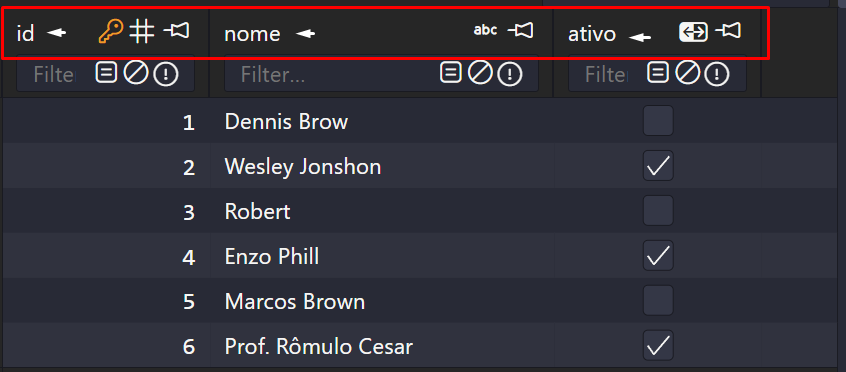 id nome abc ativo
Filte Filter... Filte
1 Dennis Brow
2 Wesley Jonshon
3 Robert
4 Enzo Phill
5 Marcos Brown
6 Prof. Rômulo Cesar